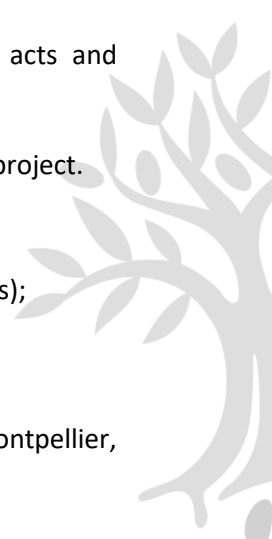 acts and
project.
s);
ontpellier,